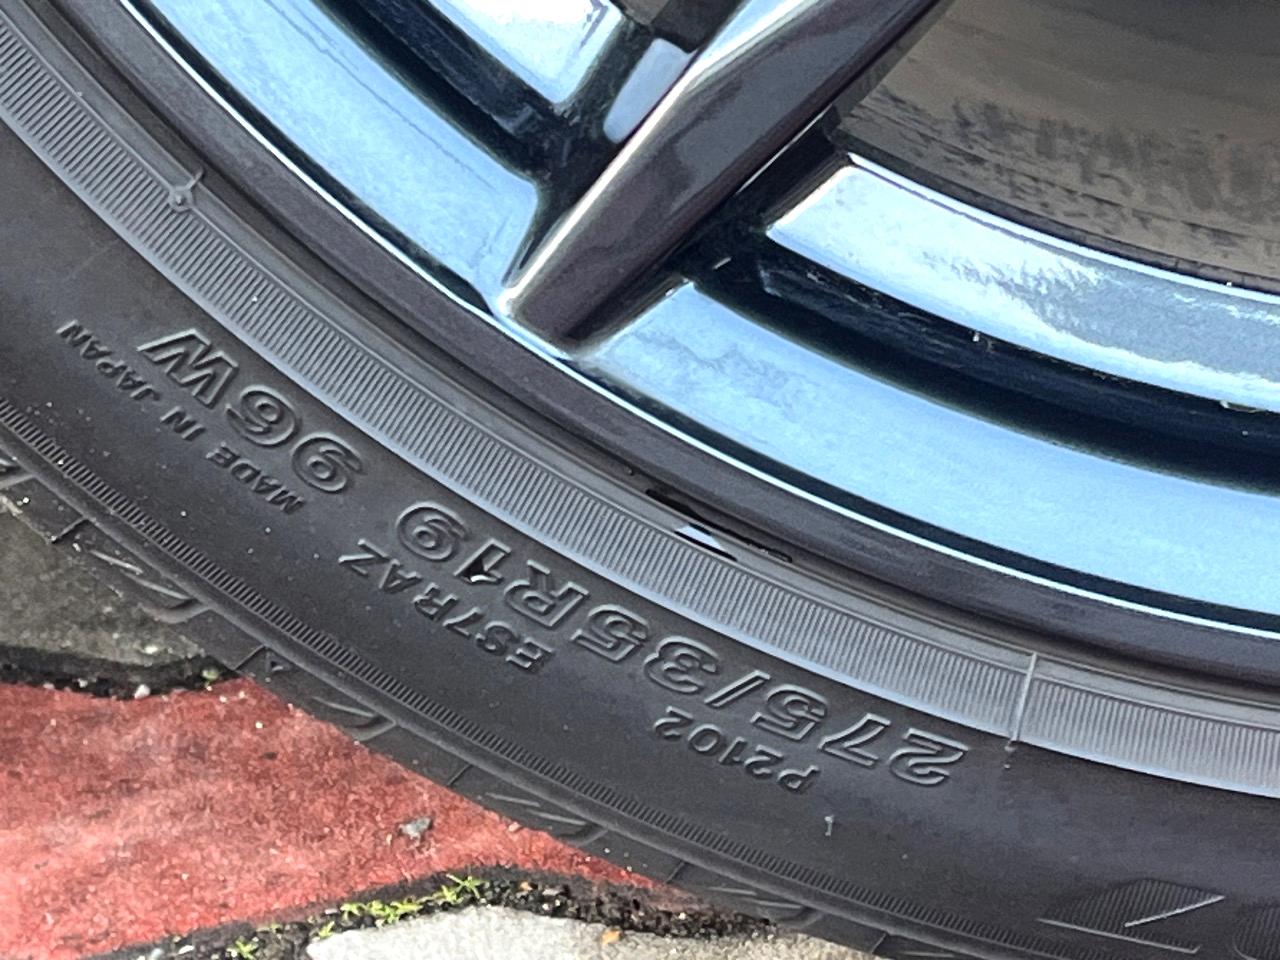 275/35R19 96W
P2102 ES7RAZ MADE IN JAPAN